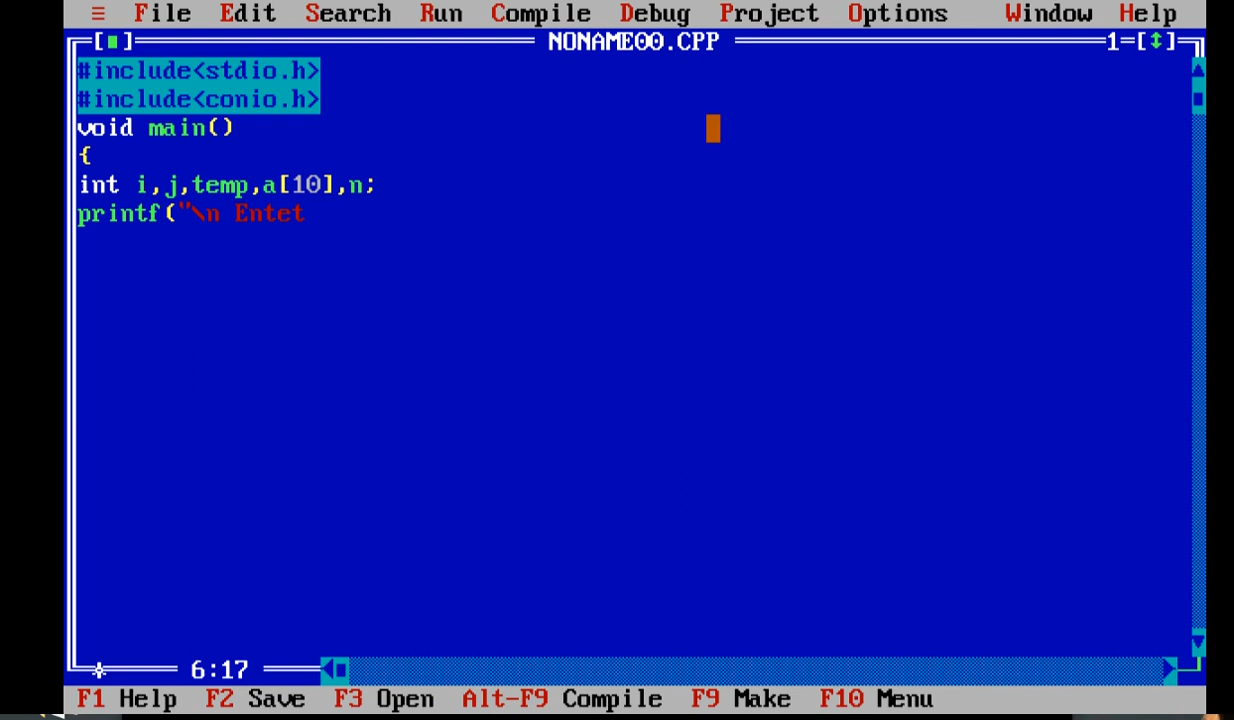 ≡ File Edit Search Run Compile Debug Project Options Window Help
[■] NONAME00.CPP 1=[↕]
#include<stdio.h>
#include<conio.h>
void main()
{
int i,j,temp,a[10],n;
printf("\n Entet
6:17
F1 Help F2 Save F3 Open Alt-F9 Compile F9 Make F10 Menu